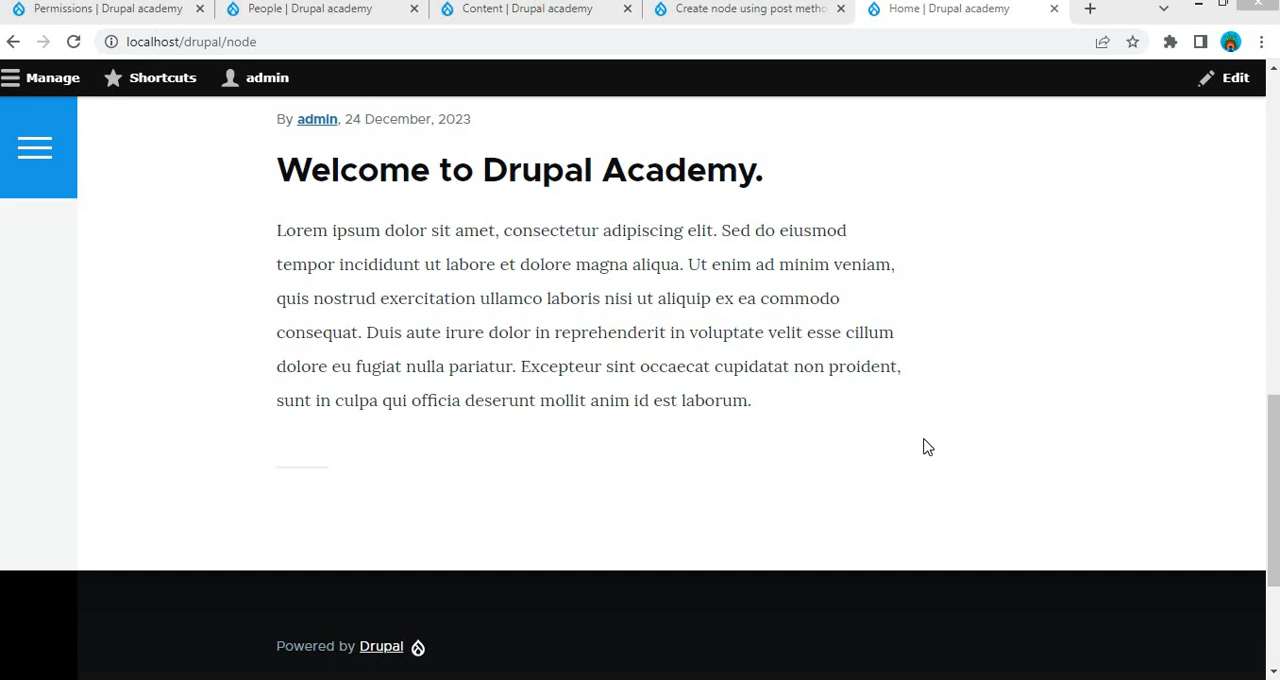 Permissions | Drupal academy
People | Drupal academy
Content | Drupal academy
Create node using post metho
Home | Drupal academy
localhost/drupal/node
Manage
Shortcuts
admin
Edit
By admin, 24 December, 2023
Welcome to Drupal Academy.
Lorem ipsum dolor sit amet, consectetur adipiscing elit. Sed do eiusmod
tempor incididunt ut labore et dolore magna aliqua. Ut enim ad minim veniam,
quis nostrud exercitation ullamco laboris nisi ut aliquip ex ea commodo
consequat. Duis aute irure dolor in reprehenderit in voluptate velit esse cillum
dolore eu fugiat nulla pariatur. Excepteur sint occaecat cupidatat non proident,
sunt in culpa qui officia deserunt mollit anim id est laborum.
Powered by Drupal